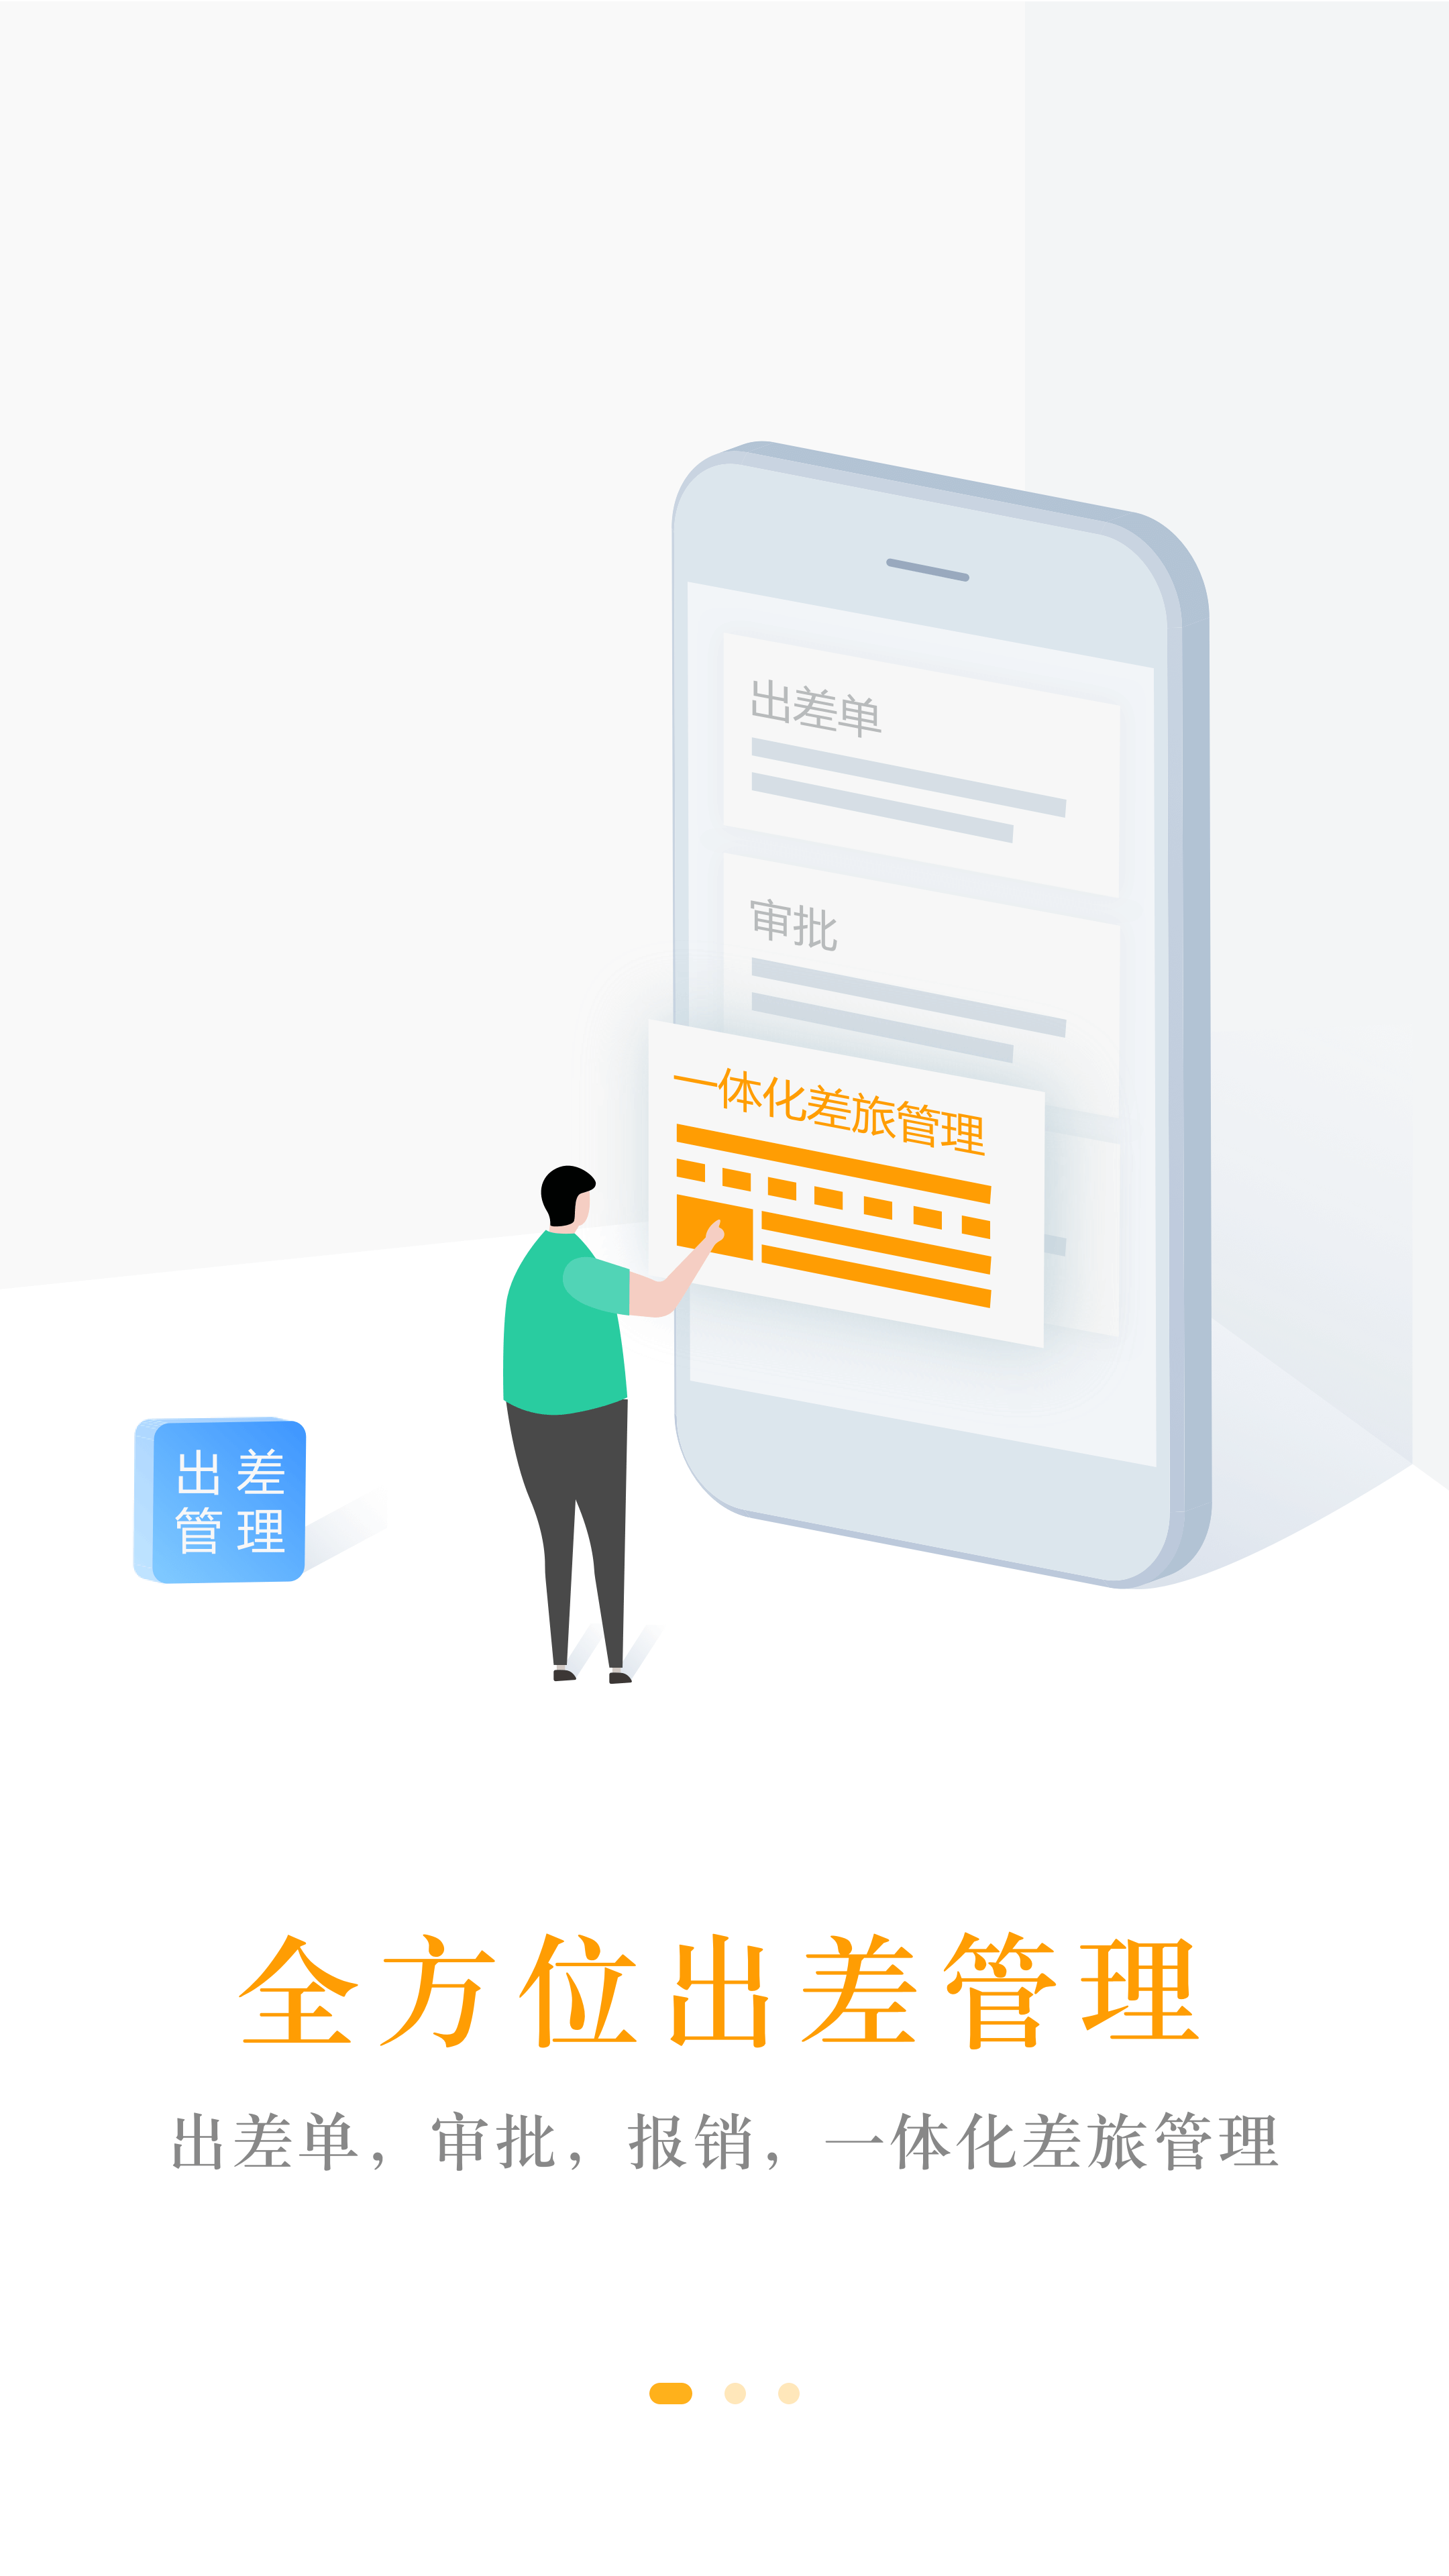 出差单
审批
一体化差旅管理
出差
管理
全方位出差管理
出差单，审批，报销，一体化差旅管理